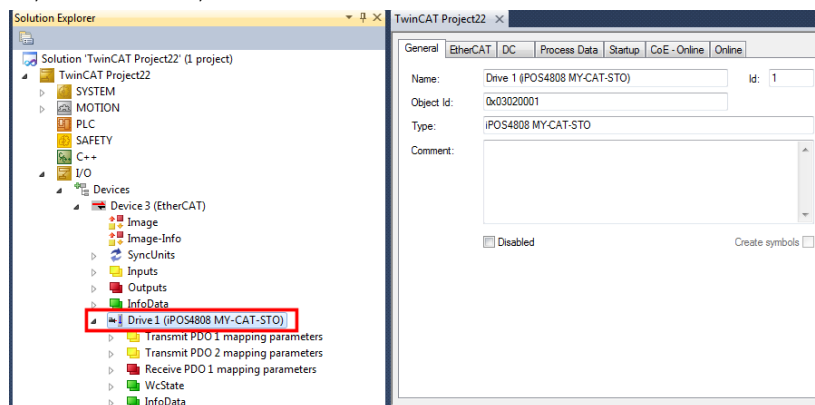 Solution Explorer
Solution 'TwinCAT Project22' (1 project)
TwinCAT Project22
SYSTEM
MOTION
PLC
SAFETY
C++
I/O
Devices
Device 3 (EtherCAT)
Image
Image-Info
SyncUnits
Inputs
Outputs
InfoData
Drive 1 (iPOS4808 MY-CAT-STO)
Transmit PDO 1 mapping parameters
Transmit PDO 2 mapping parameters
Receive PDO 1 mapping parameters
WcState
InfoData
TwinCAT Project22
General EtherCAT DC Process Data Startup CoE - Online Online
Name: Drive 1 (iPOS4808 MY-CAT-STO) Id: 1
Object Id: 0x03020001
Type: iPOS4808 MY-CAT-STO
Comment:
Disabled Create symbols